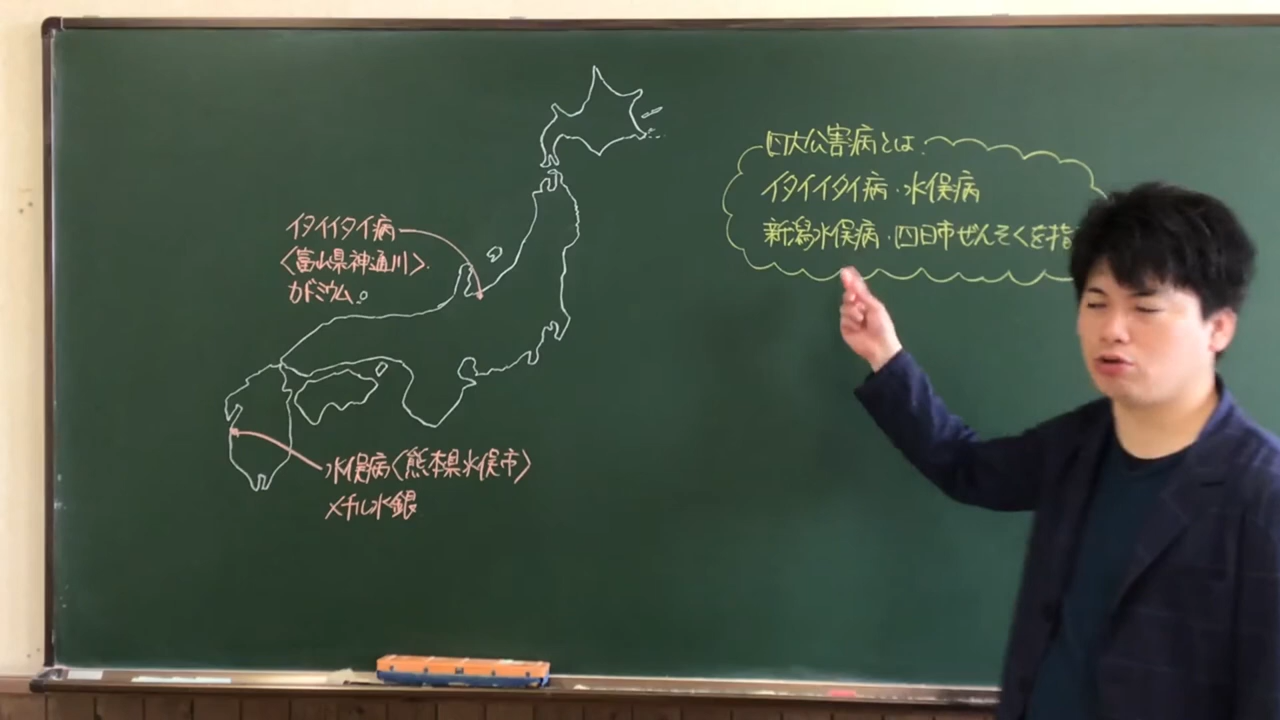 四大公害病とは、
イタイイタイ病・水俣病
新潟水俣病・四日市ぜんそくを指
イタイイタイ病
〈富山県神通川〉
カドミウム。
水俣病〈熊本県水俣市〉
メチル水銀